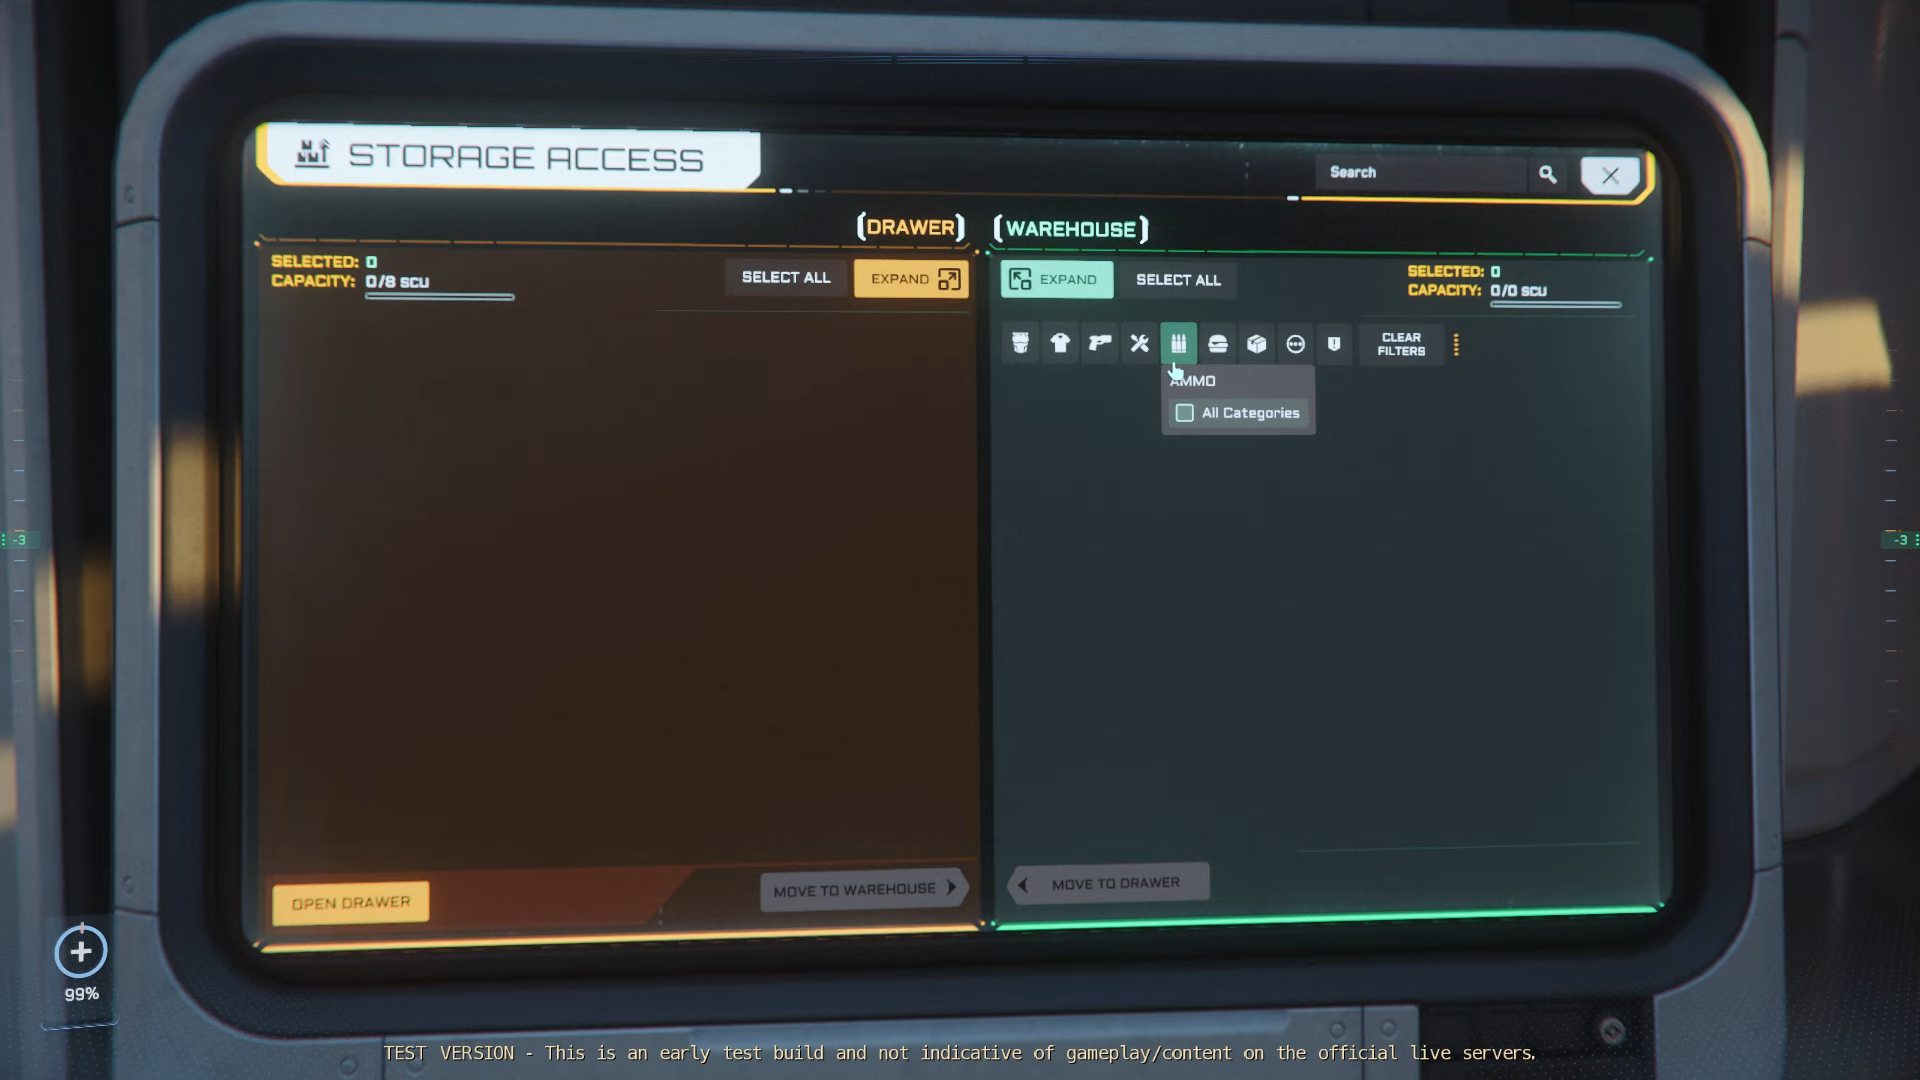 STORAGE ACCESS
Search
[DRAWER]
[WAREHOUSE]
SELECTED: 0
CAPACITY: 0/8 SCU
SELECT ALL
EXPAND
EXPAND
SELECT ALL
SELECTED: 0
CAPACITY: 0/0 SCU
CLEAR
FILTERS
AMMO
All Categories
-3
-3
OPEN DRAWER
MOVE TO WAREHOUSE
MOVE TO DRAWER
99%
TEST VERSION - This is an early test build and not indicative of gameplay/content on the official live servers.